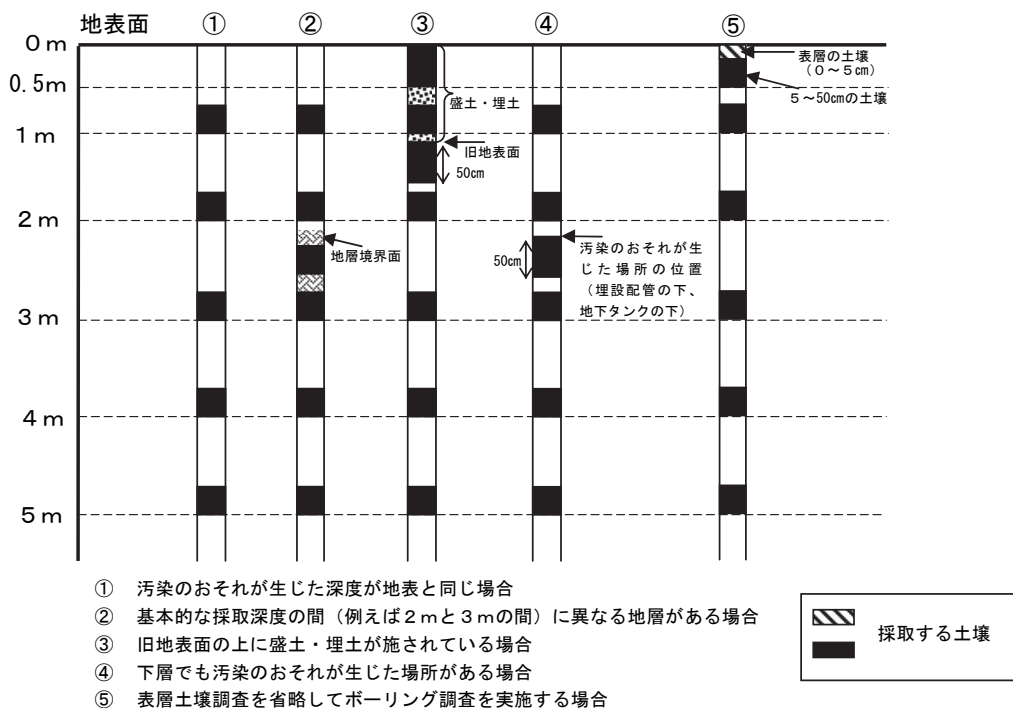 地表面 ① ② ③ ④ ⑤
0m
表層の土壌
(0~5㎝)
0.5m
5~50㎝の土壌
盛土・埋土
1m
旧地表面
50㎝
2m
地層境界面
50㎝
汚染のおそれが生
じた場所の位置
(埋設配管の下、
地下タンクの下)
3m
4m
5m
① 汚染のおそれが生じた深度が地表と同じ場合
② 基本的な採取深度の間(例えば2mと3mの間)に異なる地層がある場合
③ 旧地表面の上に盛土・埋土が施されている場合
④ 下層でも汚染のおそれが生じた場所がある場合
⑤ 表層土壌調査を省略してボーリング調査を実施する場合
採取する土壌